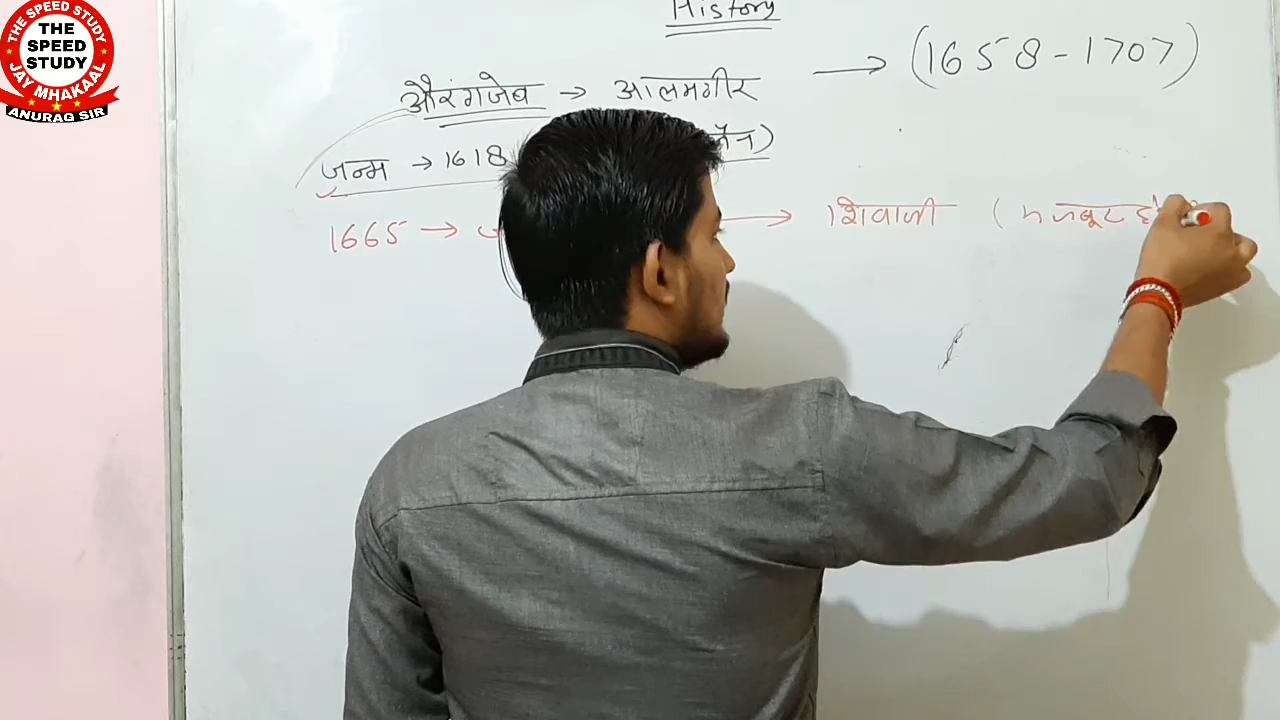 THE SPEED STUDY
THE
SPEED
STUDY
JAY MHAKAAL
ANURAG SIR
History
औरंगजेब → आलमगीर → (1658-1707)
जन्म → 1618
1665 → → शिवाजी ( मजबूर